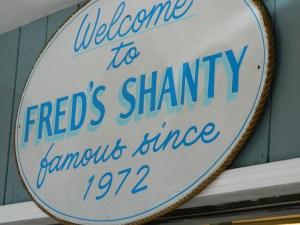 Welcome
to
FRED'S SHANTY
famous since
1972